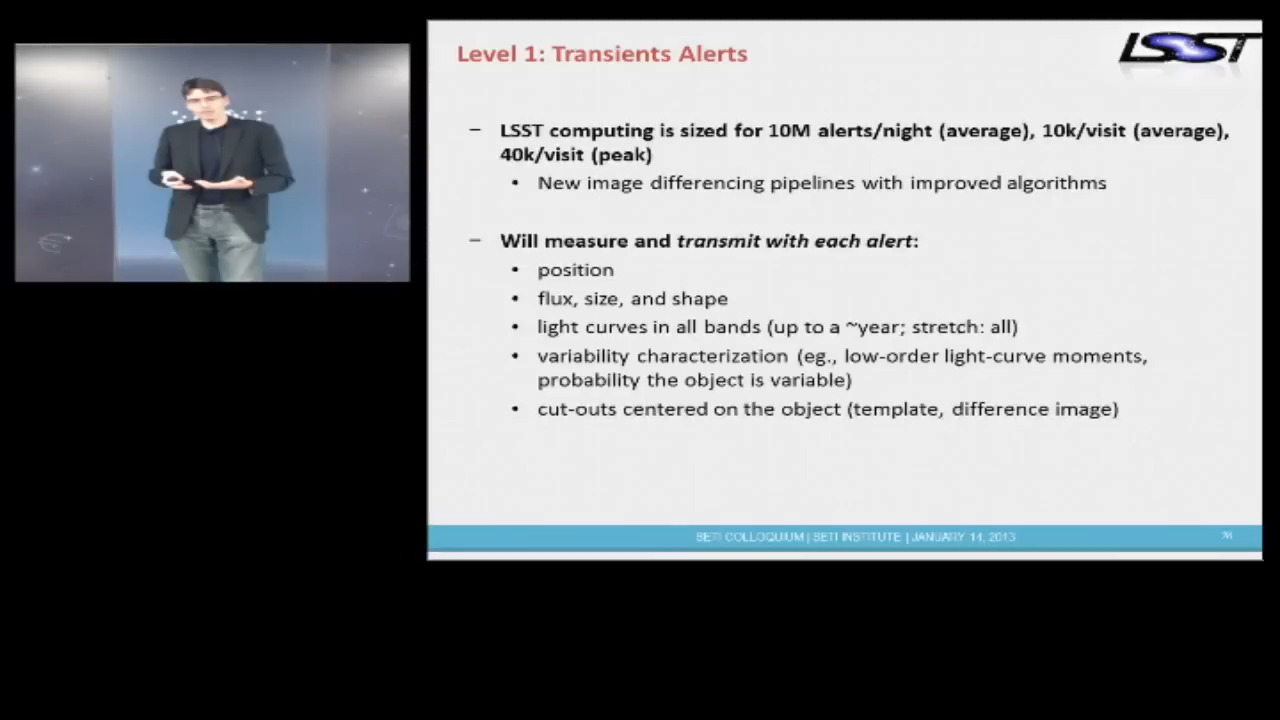 Level 1: Transients Alerts
LSST
– LSST computing is sized for 10M alerts/night (average), 10k/visit (average),
40k/visit (peak)
• New image differencing pipelines with improved algorithms
– Will measure and transmit with each alert:
• position
• flux, size, and shape
• light curves in all bands (up to a ~year; stretch: all)
• variability characterization (eg., low-order light-curve moments,
probability the object is variable)
• cut-outs centered on the object (template, difference image)
SETI COLLOQUIUM | SETI INSTITUTE | JANUARY 14, 2013